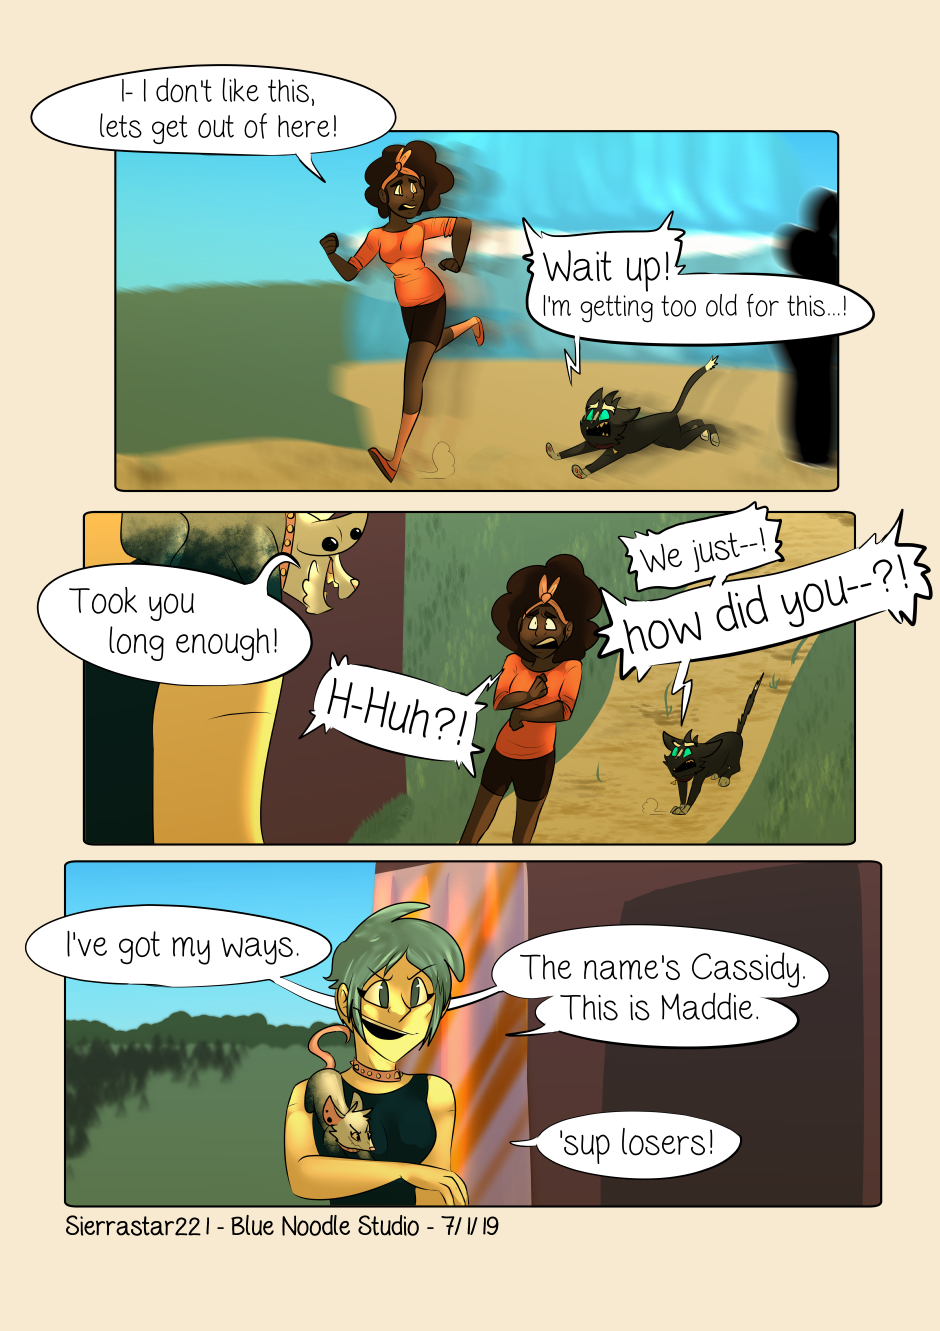 I- I don't like this,
lets get out of here!
Wait up!
I'm getting too old for this...!
Took you
long enough!
H-Huh?!
We just--!
how did you--?!
I've got my ways.
The name's Cassidy.
This is Maddie.
'sup losers!
Sierrastar221 - Blue Noodle Studio - 7/1/19